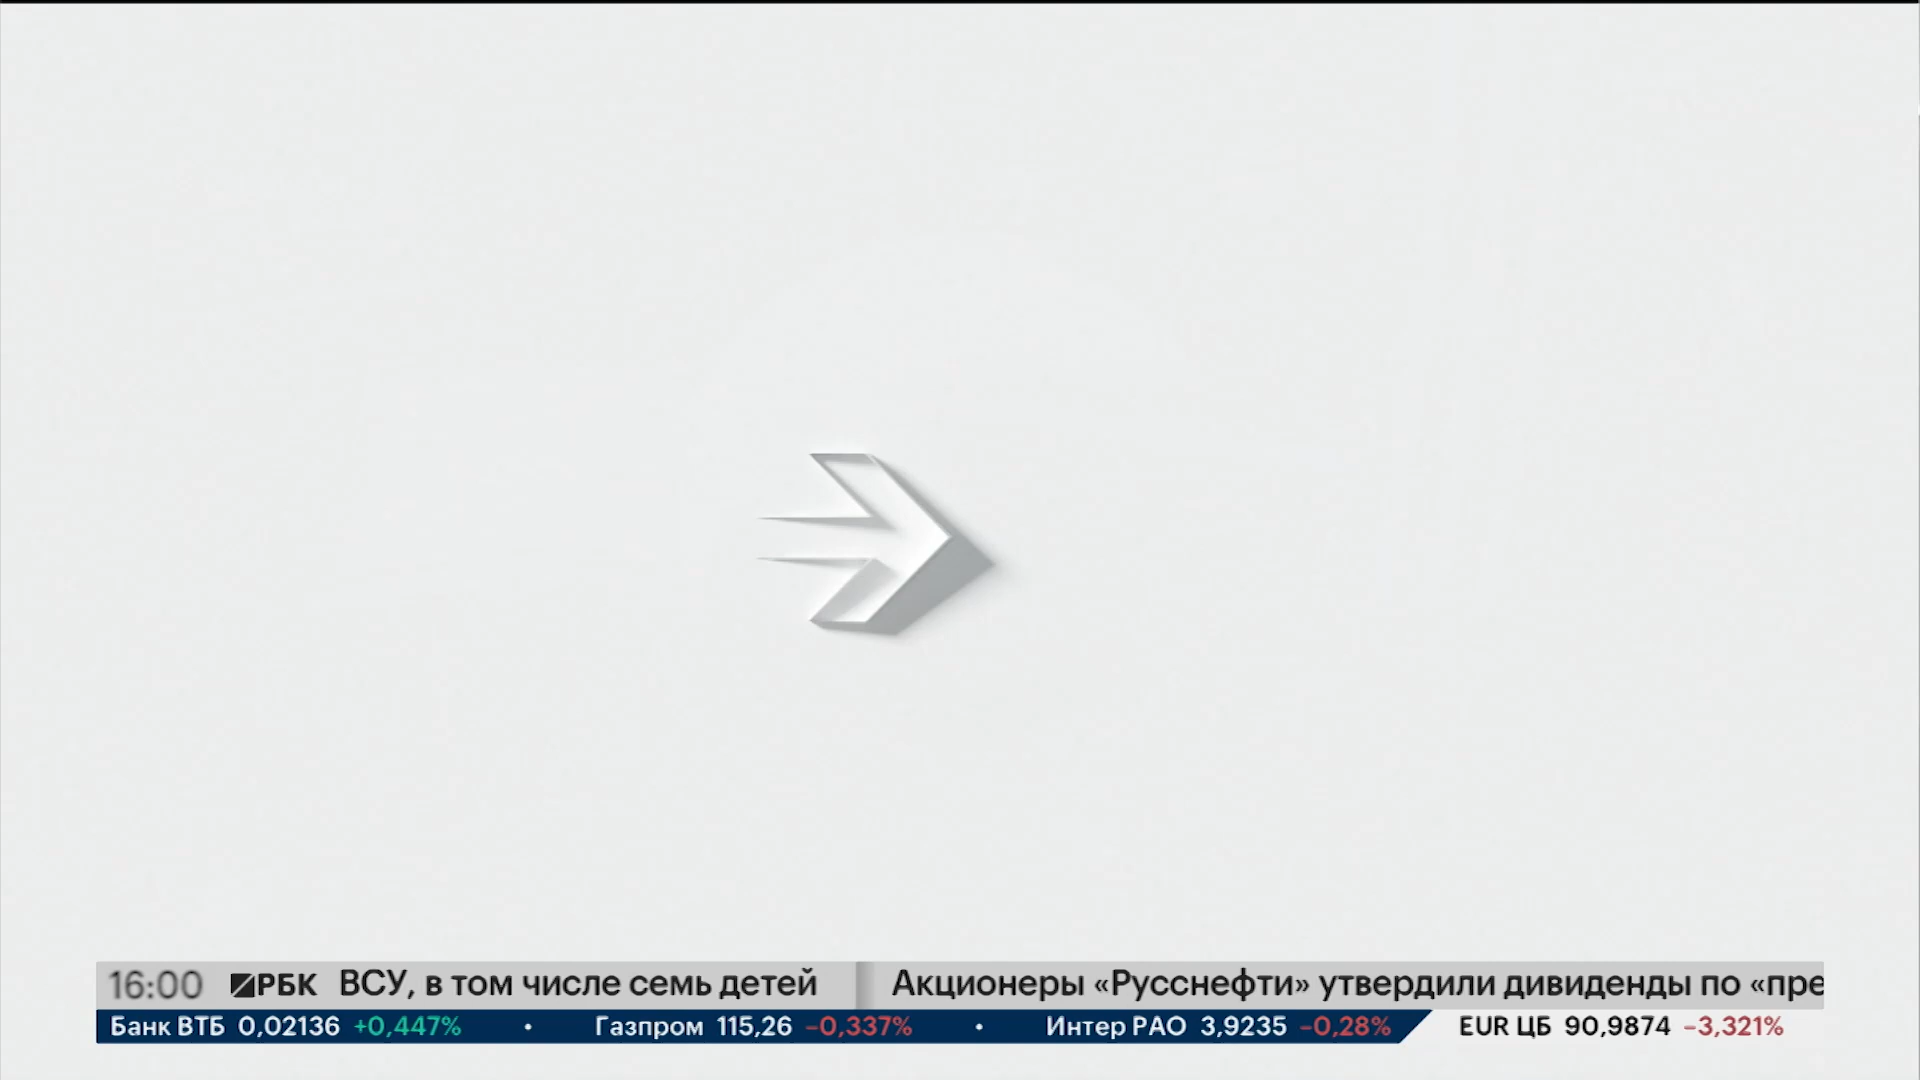 16:00 РБК ВСУ, в том числе семь детей Акционеры «Русснефти» утвердили дивиденды по «пре
Банк ВТБ 0,02136 +0,447% • Газпром 115,26 −0,337% • Интер РАО 3,9235 −0,28% EUR ЦБ 90,9874 −3,321%